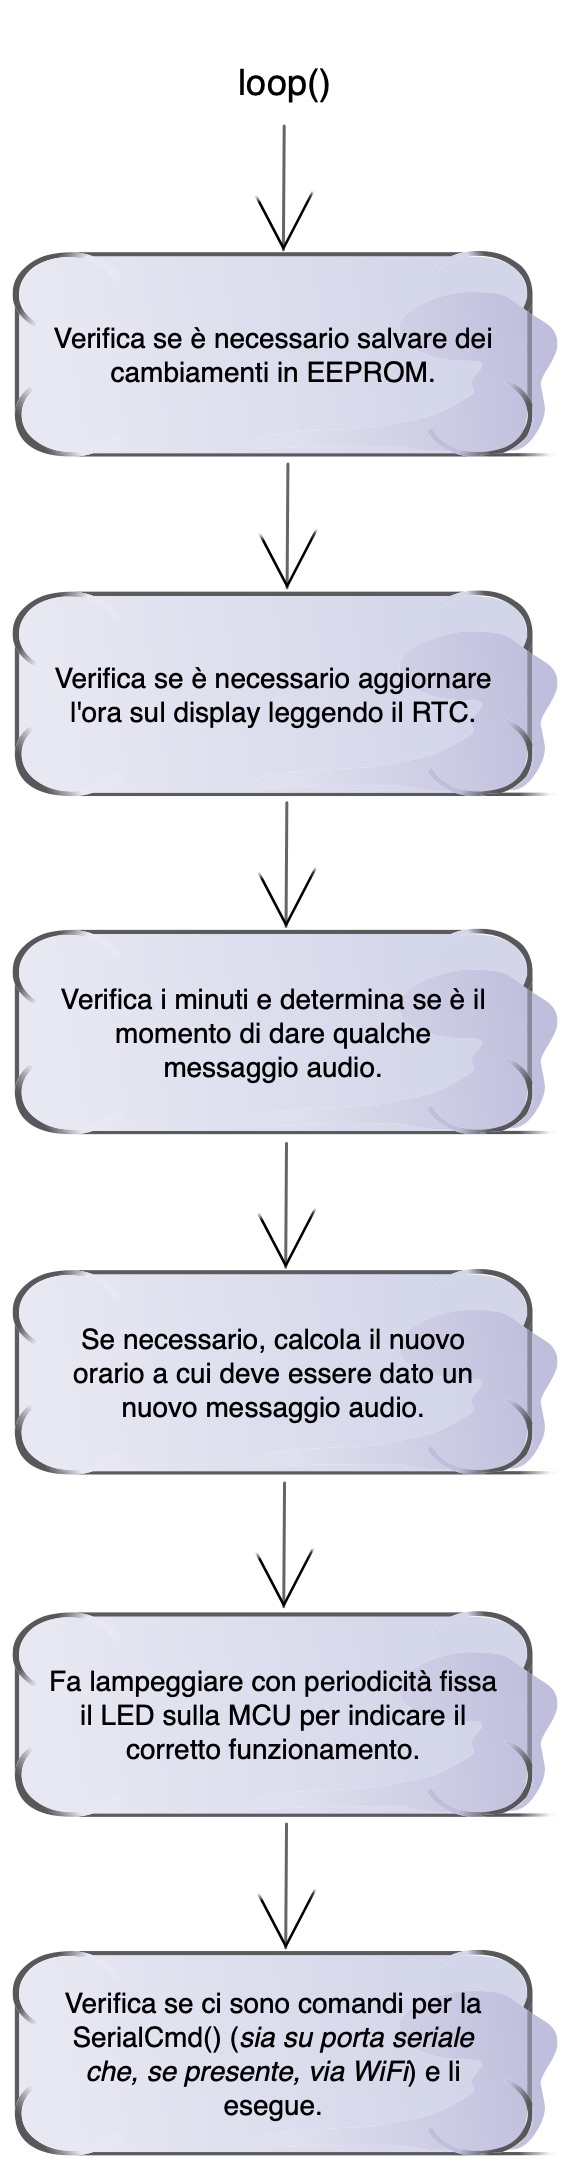 loop()
Verifica se è necessario salvare dei
cambiamenti in EEPROM.
Verifica se è necessario aggiornare
l'ora sul display leggendo il RTC.
Verifica i minuti e determina se è il
momento di dare qualche
messaggio audio.
Se necessario, calcola il nuovo
orario a cui deve essere dato un
nuovo messaggio audio.
Fa lampeggiare con periodicità fissa
il LED sulla MCU per indicare il
corretto funzionamento.
Verifica se ci sono comandi per la
SerialCmd() (sia su porta seriale
che, se presente, via WiFi) e li
esegue.